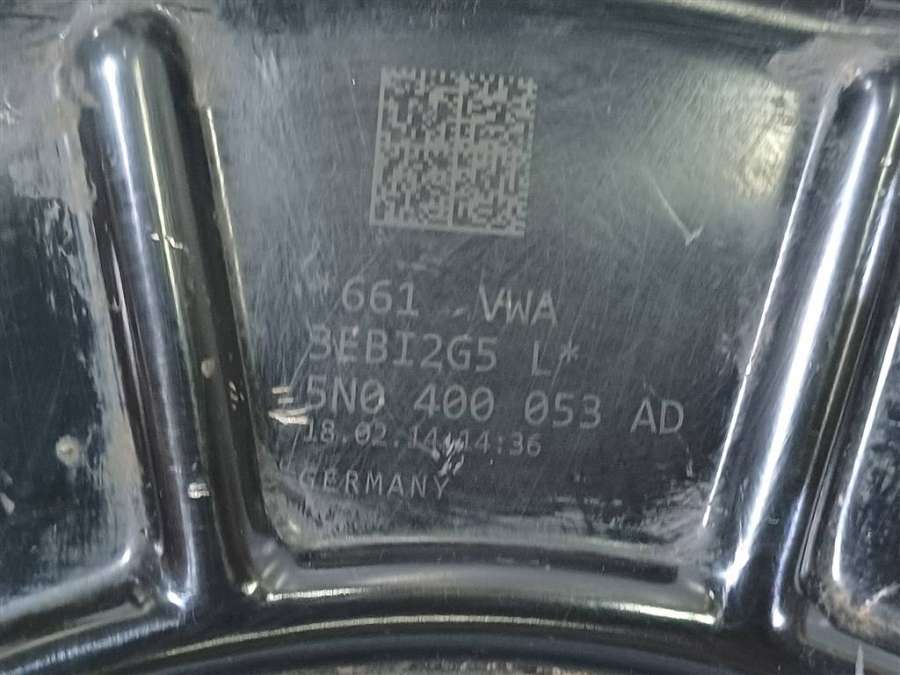 *661 VWA
3EBI2G5 L*
5N0 400 053 AD
18.02.14 14:36
GERMANY